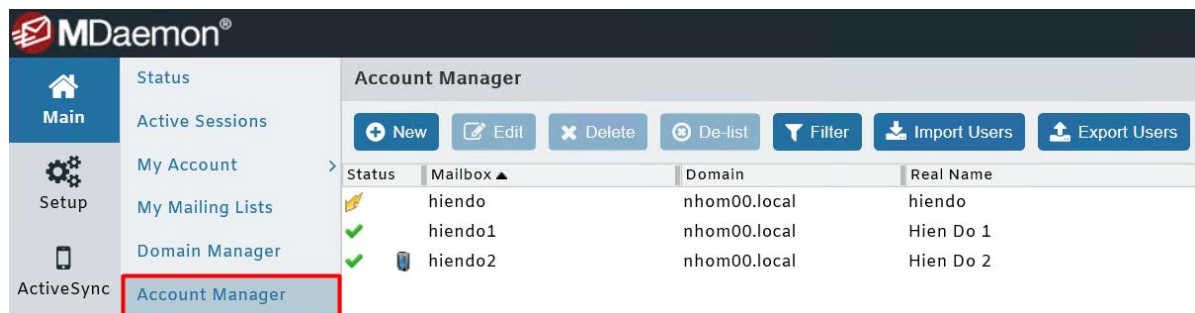 MDaemon®
Main
Setup
ActiveSync
Status
Active Sessions
My Account
My Mailing Lists
Domain Manager
Account Manager
Account Manager
New Edit Delete De-list Filter Import Users Export Users
Status Mailbox Domain Real Name
hiendo nhom00.local hiendo
hiendo1 nhom00.local Hien Do 1
hiendo2 nhom00.local Hien Do 2